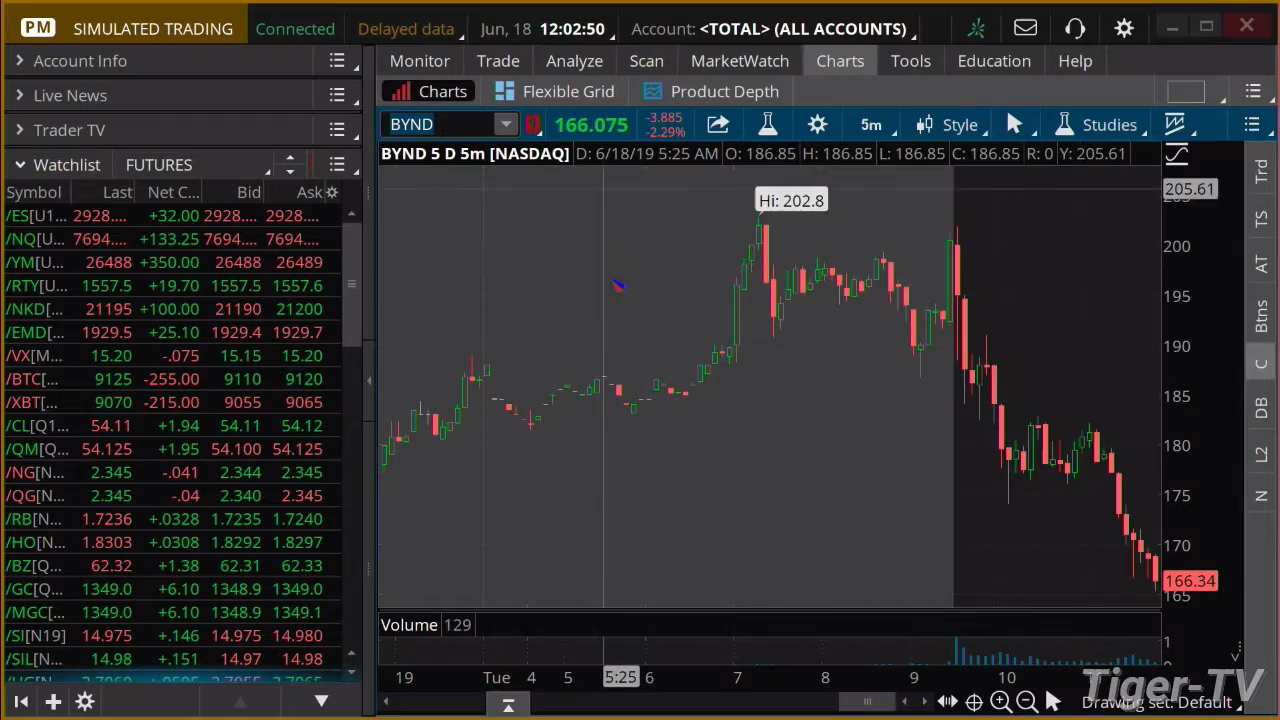 PM SIMULATED TRADING Connected Delayed data Jun, 18 12:02:50 Account: <TOTAL> (ALL ACCOUNTS)
Account Info
Live News
Trader TV
Watchlist FUTURES
Symbol Last Net C... Bid Ask
/ES[U1... 2928.... +32.00 2928.... 2928....
/NQ[U... 7694.... +133.25 7694.... 7694....
/YM[U... 26488 +350.00 26488 26489
/RTY[U... 1557.5 +19.70 1557.5 1557.6
/NKD[... 21195 +100.00 21190 21200
/EMD[... 1929.5 +25.10 1929.4 1929.7
/VX[M... 15.20 -.075 15.15 15.20
/BTC[... 9125 -255.00 9110 9120
/XBT[... 9070 -215.00 9055 9065
/CL[Q1... 54.11 +1.94 54.11 54.12
/QM[Q... 54.125 +1.95 54.100 54.125
/NG[N... 2.345 -.041 2.344 2.345
/QG[N... 2.345 -.04 2.340 2.345
/RB[N... 1.7236 +.0328 1.7235 1.7240
/HO[N... 1.8303 +.0308 1.8292 1.8297
/BZ[Q... 62.32 +1.38 62.31 62.33
/GC[Q... 1349.0 +6.10 1348.9 1349.0
/MGC[... 1349.0 +6.10 1348.9 1349.1
/SI[N19] 14.975 +.146 14.975 14.980
/SIL[N... 14.98 +.151 14.97 14.98
Monitor Trade Analyze Scan MarketWatch Charts Tools Education Help
Charts Flexible Grid Product Depth
BYND 166.075 -3.885 -2.29% 5m Style Studies
BYND 5 D 5m [NASDAQ] D: 6/18/19 5:25 AM O: 186.85 H: 186.85 L: 186.85 C: 186.85 R: 0 Y: 205.61
205.61
Hi: 202.8
200
195
190
185
180
175
170
166.34
165
Volume 129
1
19 Tue 4 5 5:25 6 7 8 9 10
Drawing set: Default
Trd
TS
AT
Btns
C
DB
L2
N
Tiger-TV